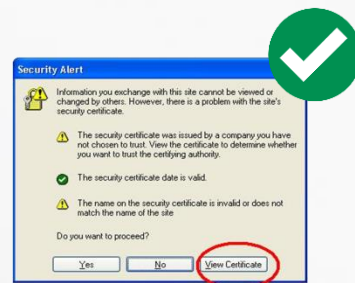 Security Alert
Information you exchange with this site cannot be viewed or
changed by others. However, there is a problem with the site's
security certificate.
The security certificate was issued by a company you have
not chosen to trust. View the certificate to determine whether
you want to trust the certifying authority.
The security certificate date is valid.
The name on the security certificate is invalid or does not
match the name of the site
Do you want to proceed?
Yes No View Certificate